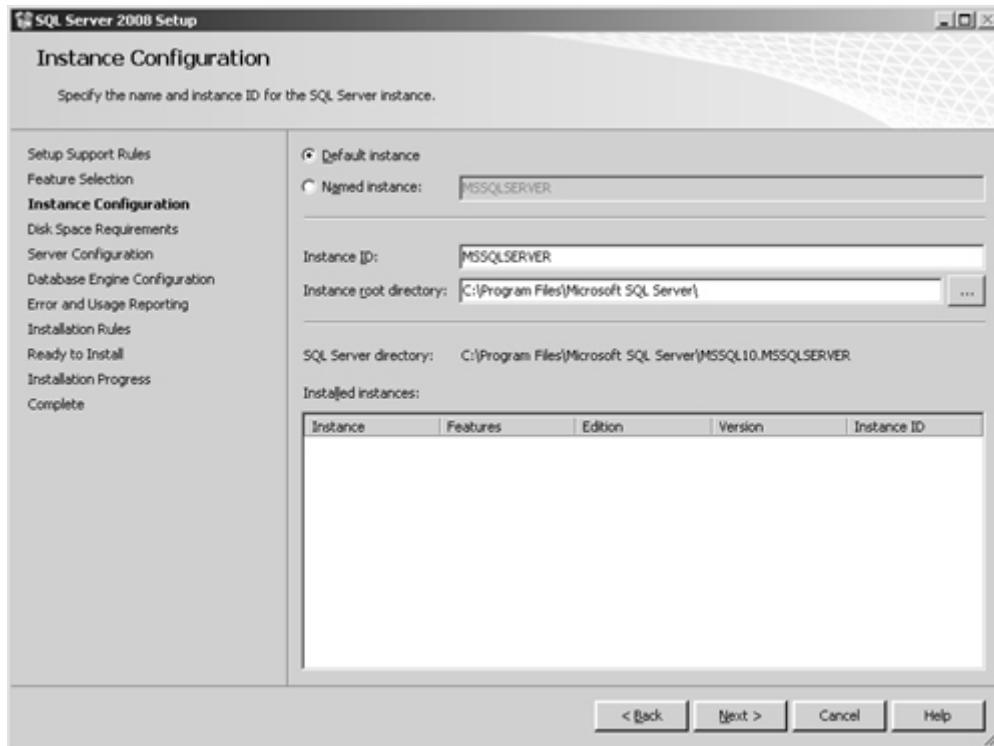 SQL Server 2008 Setup
Instance Configuration
Specify the name and instance ID for the SQL Server instance.
Setup Support Rules
Feature Selection
Instance Configuration
Disk Space Requirements
Server Configuration
Database Engine Configuration
Error and Usage Reporting
Installation Rules
Ready to Install
Installation Progress
Complete
Default instance
Named instance: MSSQLSERVER
Instance ID: MSSQLSERVER
Instance root directory: C:\Program Files\Microsoft SQL Server\ ...
SQL Server directory: C:\Program Files\Microsoft SQL Server\MSSQL10.MSSQLSERVER
Installed instances:
Instance Features Edition Version Instance ID
< Back Next > Cancel Help